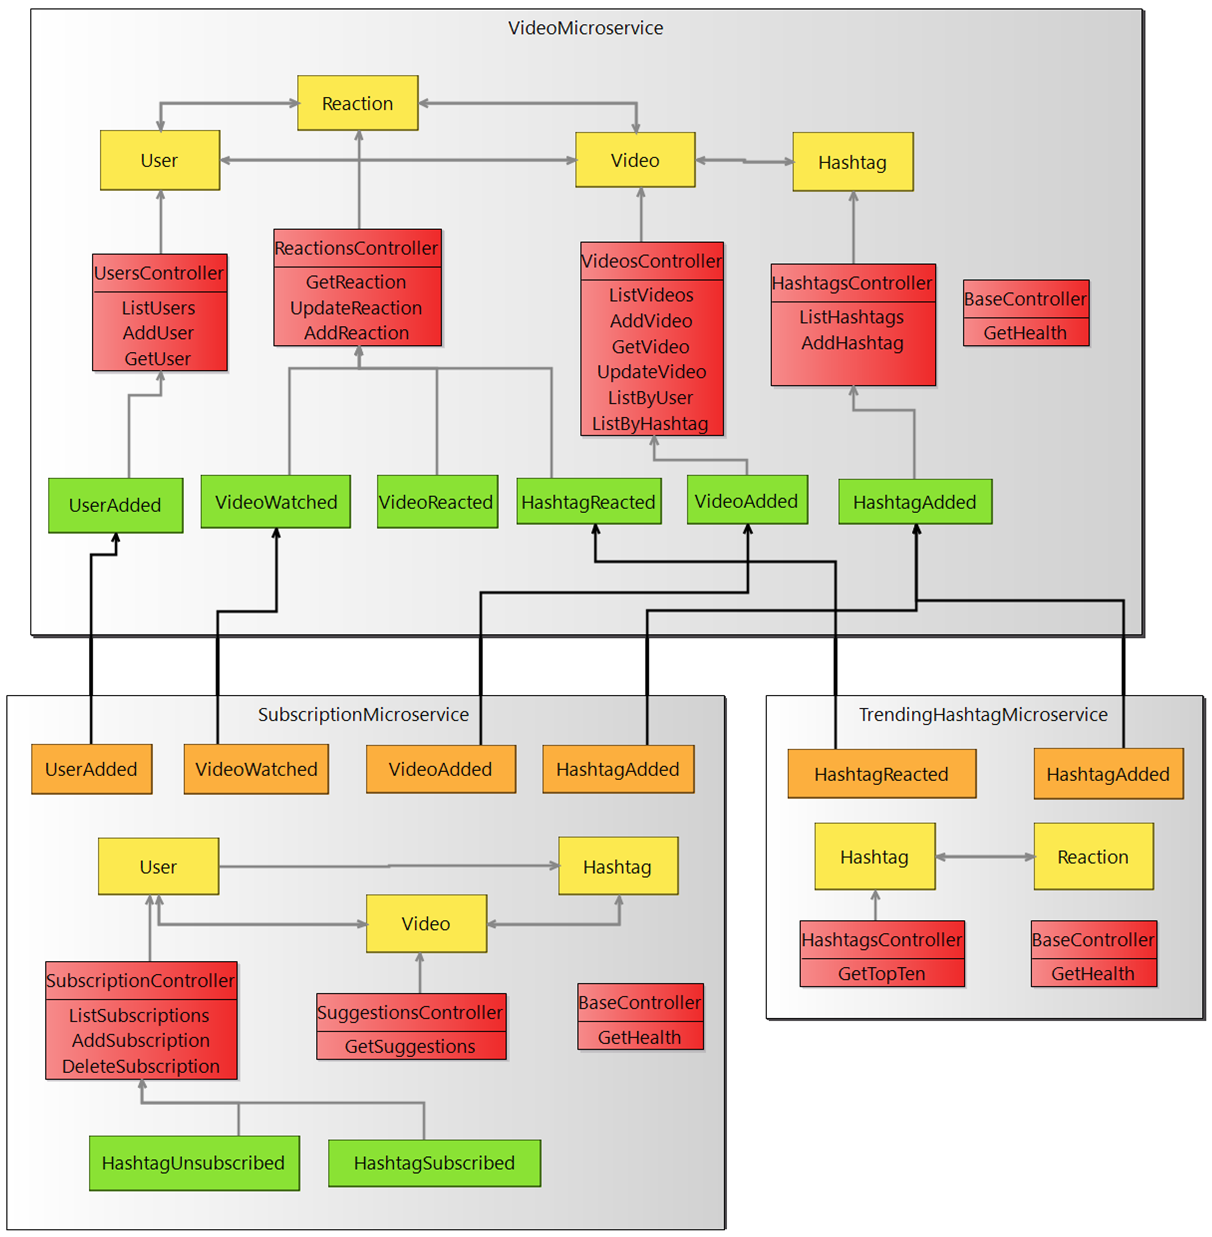 VideoMicroservice
Reaction
User
Video
Hashtag
UsersController
ListUsers
AddUser
GetUser
ReactionsController
GetReaction
UpdateReaction
AddReaction
VideosController
ListVideos
AddVideo
GetVideo
UpdateVideo
ListByUser
ListByHashtag
HashtagsController
ListHashtags
AddHashtag
BaseController
GetHealth
UserAdded
VideoWatched
VideoReacted
HashtagReacted
VideoAdded
HashtagAdded
SubscriptionMicroservice
UserAdded
VideoWatched
VideoAdded
HashtagAdded
User
Hashtag
Video
SubscriptionController
ListSubscriptions
AddSubscription
DeleteSubscription
SuggestionsController
GetSuggestions
BaseController
GetHealth
HashtagUnsubscribed
HashtagSubscribed
TrendingHashtagMicroservice
HashtagReacted
HashtagAdded
Hashtag
Reaction
HashtagsController
GetTopTen
BaseController
GetHealth